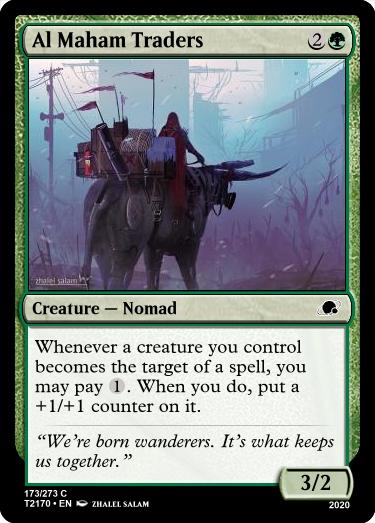 Al Maham Traders 2
zhalel salam
Creature — Nomad
Whenever a creature you control
becomes the target of a spell, you
may pay 1. When you do, put a
+1/+1 counter on it.
“We’re born wanderers. It’s what keeps
us together.”
3/2
173/273 C
T2170 • EN ZHALEL SALAM
2020